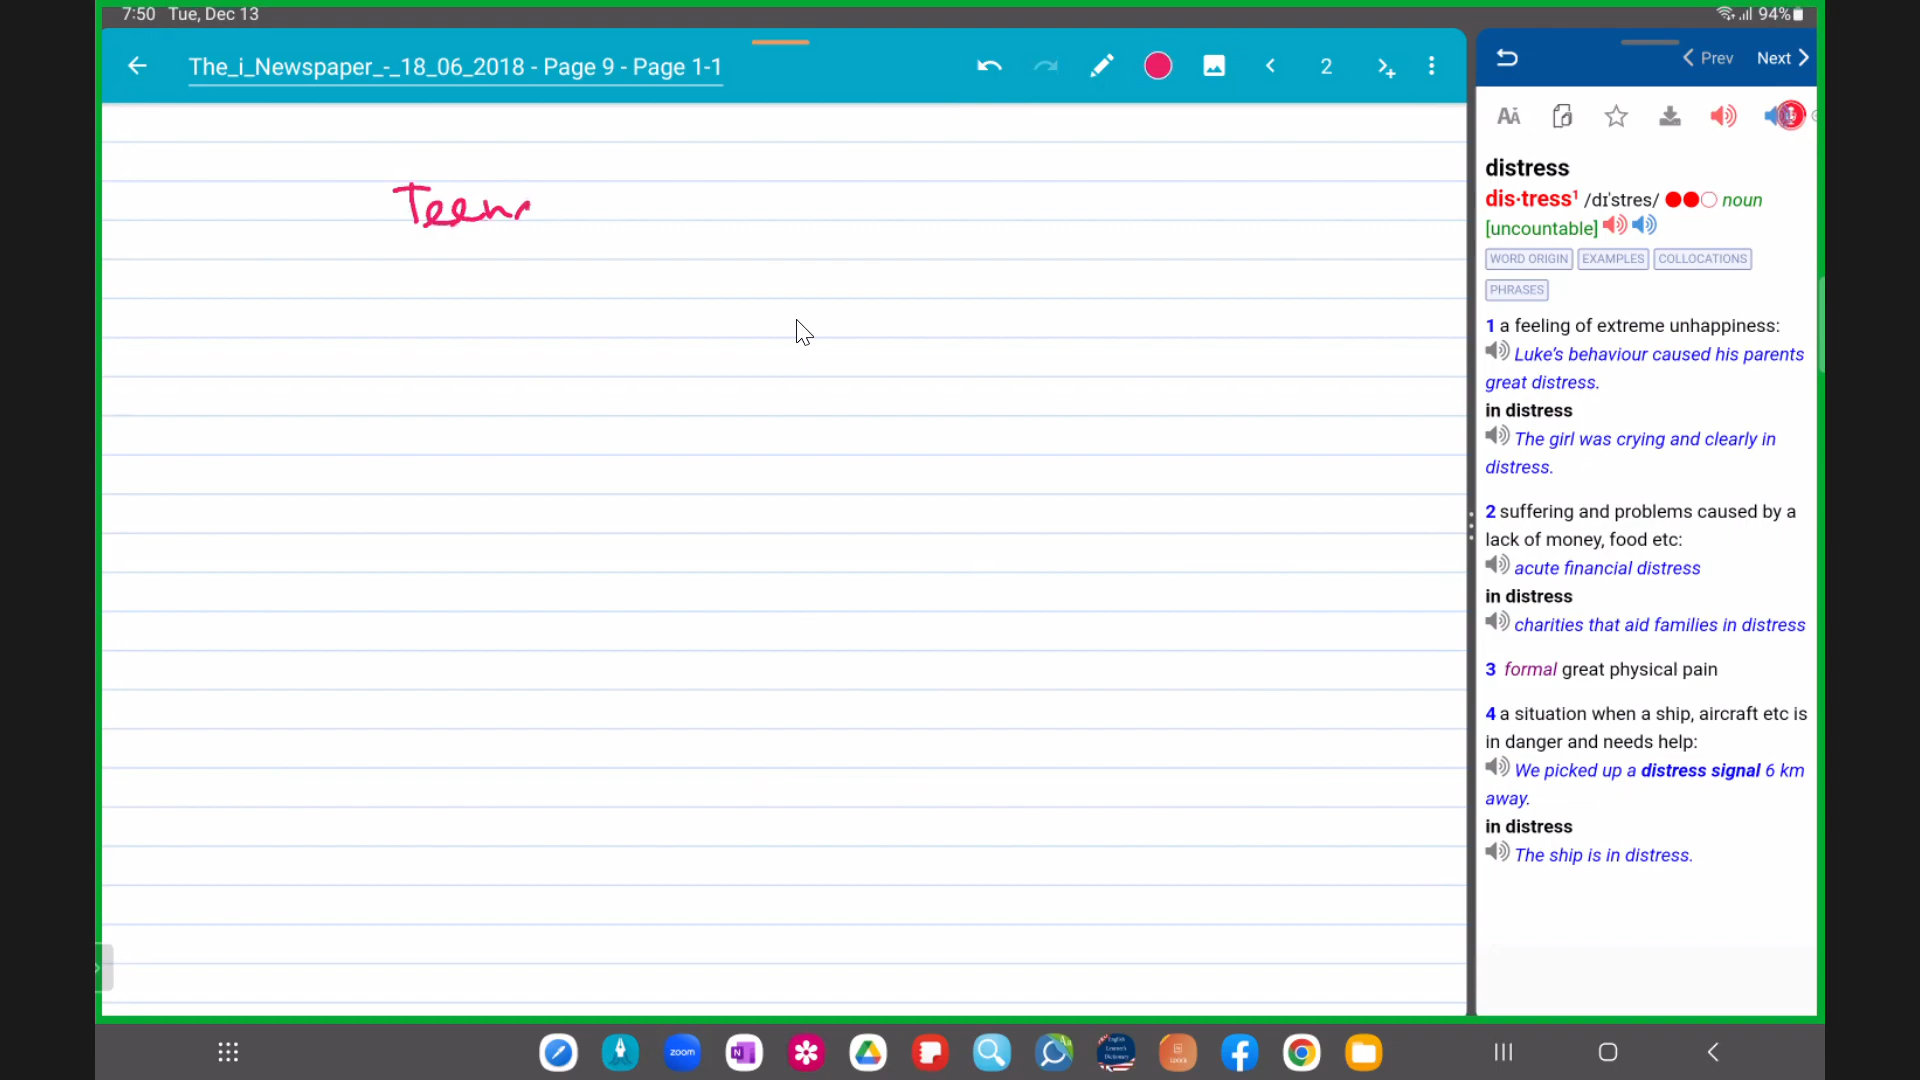 7:50 Tue, Dec 13
94%
The_i_Newspaper_-_18_06_2018 - Page 9 - Page 1-1
2
Prev
Next
distress
dis·tress¹ /dɪˈstres/ noun
[uncountable]
WORD ORIGIN EXAMPLES COLLOCATIONS
PHRASES
1 a feeling of extreme unhappiness:
Luke's behaviour caused his parents
great distress.
in distress
The girl was crying and clearly in
distress.
2 suffering and problems caused by a
lack of money, food etc:
acute financial distress
in distress
charities that aid families in distress
3 formal great physical pain
4 a situation when a ship, aircraft etc is
in danger and needs help:
We picked up a distress signal 6 km
away.
in distress
The ship is in distress.
zoom